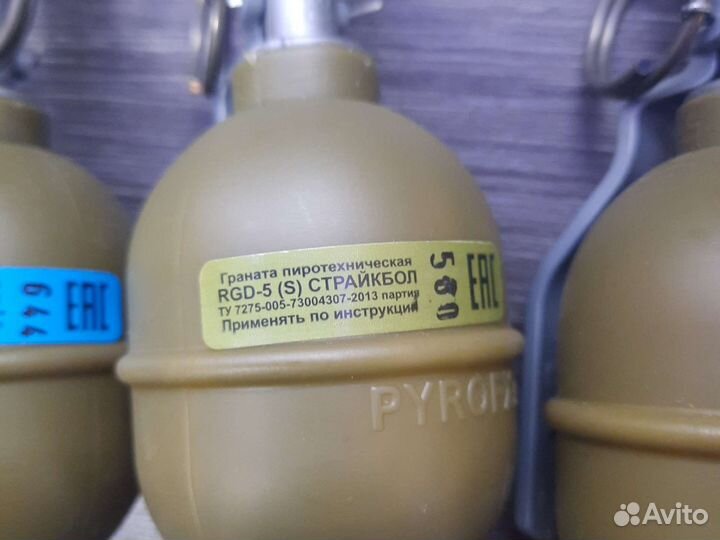 Граната пиротехническая
RGD-5 (S) СТРАЙКБОЛ
ТУ 7275-005-73004307-2013 партия
Применять по инструкции
560
EAC
644
EAC
PYROF
Avito